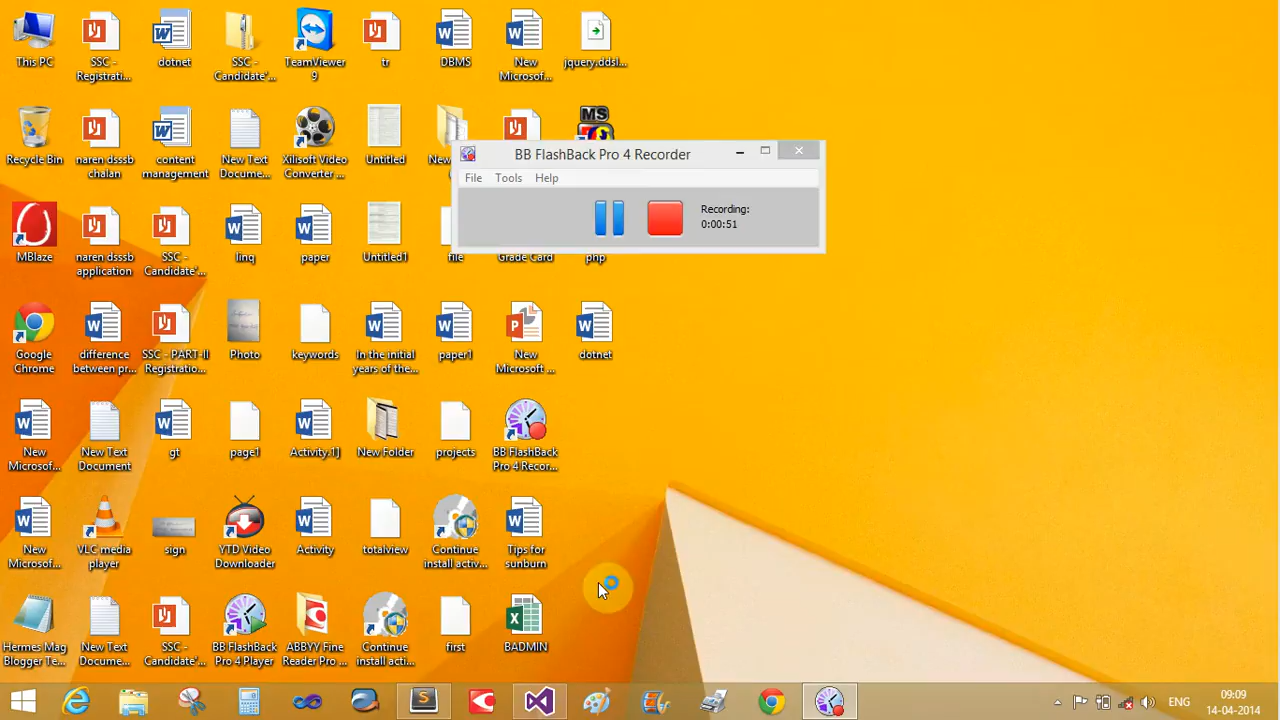 This PC
SSC -
Registrati...
dotnet
SSC -
Candidate'...
TeamViewer
9
tr
DBMS
New
Microsof...
jquery.ddsl...
Recycle Bin
naren dsssb
chalan
content
management
New Text
Docume...
Xilisoft Video
Converter ...
Untitled
MS
BB FlashBack Pro 4 Recorder
File Tools Help
Recording:
0:00:51
MBlaze
naren dsssb
application
SSC -
Candidate'...
linq
paper
Untitled1
file
Grade Card
php
Google
Chrome
difference
between pr...
SSC - PART-II
Registratio...
Photo
keywords
In the initial
years of the...
paper1
New
Microsoft ...
dotnet
New
Microsof...
New Text
Document
gt
page1
Activity.1]
New Folder
projects
BB FlashBack
Pro 4 Recor...
New
Microsof...
VLC media
player
sign
YTD Video
Downloader
Activity
totalview
Continue
install activ...
Tips for
sunburn
Hermes Mag
Blogger Te...
New Text
Docume...
SSC -
Candidate'...
BB FlashBack
Pro 4 Player
ABBYY Fine
Reader Pro ...
Continue
install acti...
first
BADMIN
ENG
09:09
14-04-2014